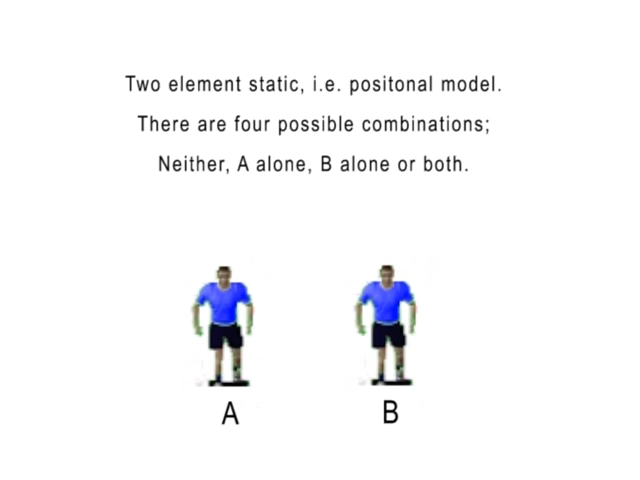 Two element static, i.e. positonal model.
There are four possible combinations;
Neither, A alone, B alone or both.
A B